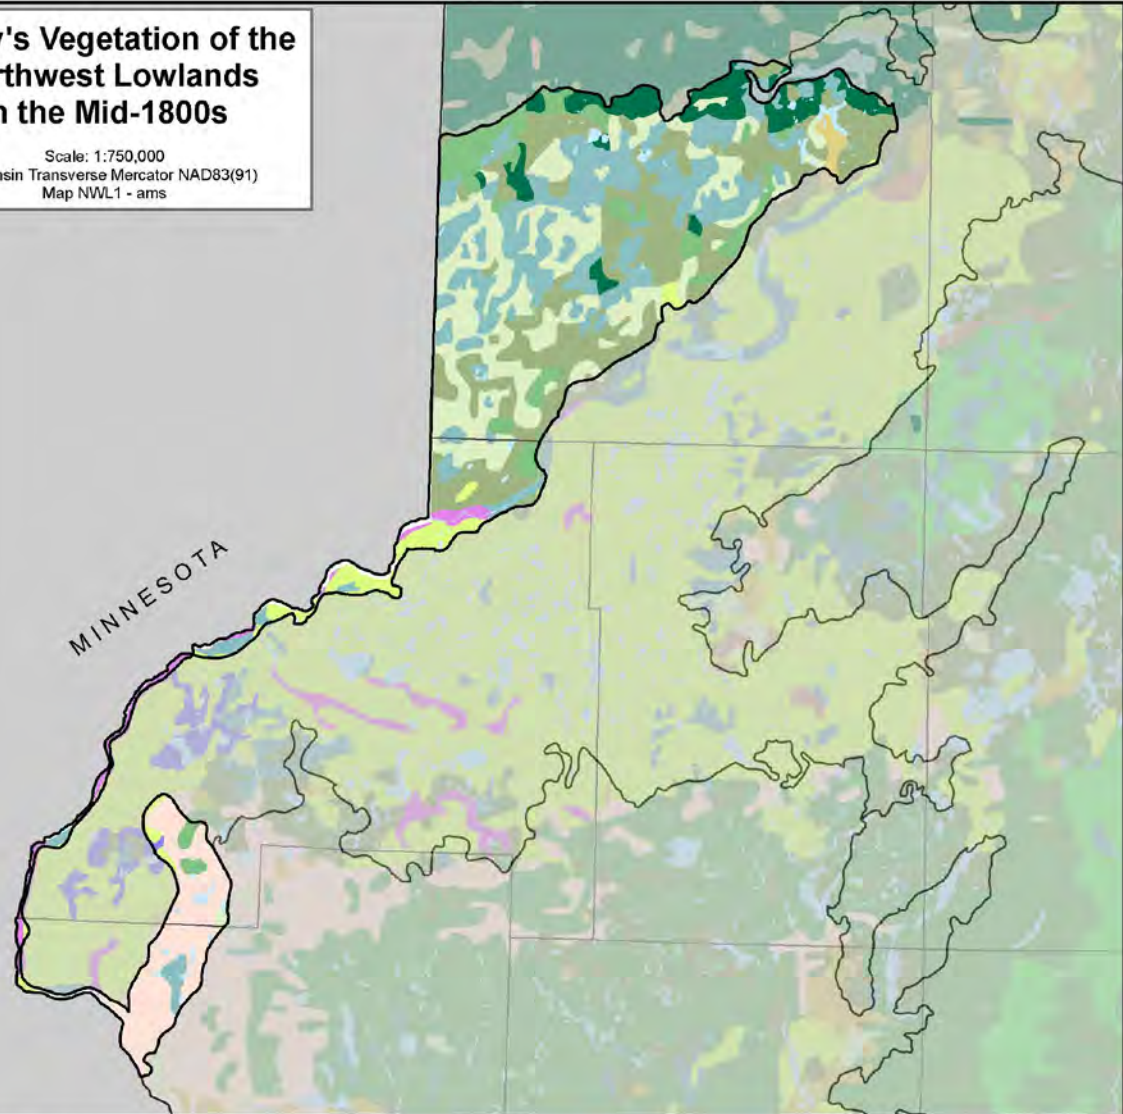 y's Vegetation of the
rthwest Lowlands
n the Mid-1800s
Scale: 1:750,000
nsin Transverse Mercator NAD83(91)
Map NWL1 - ams
MINNESOTA